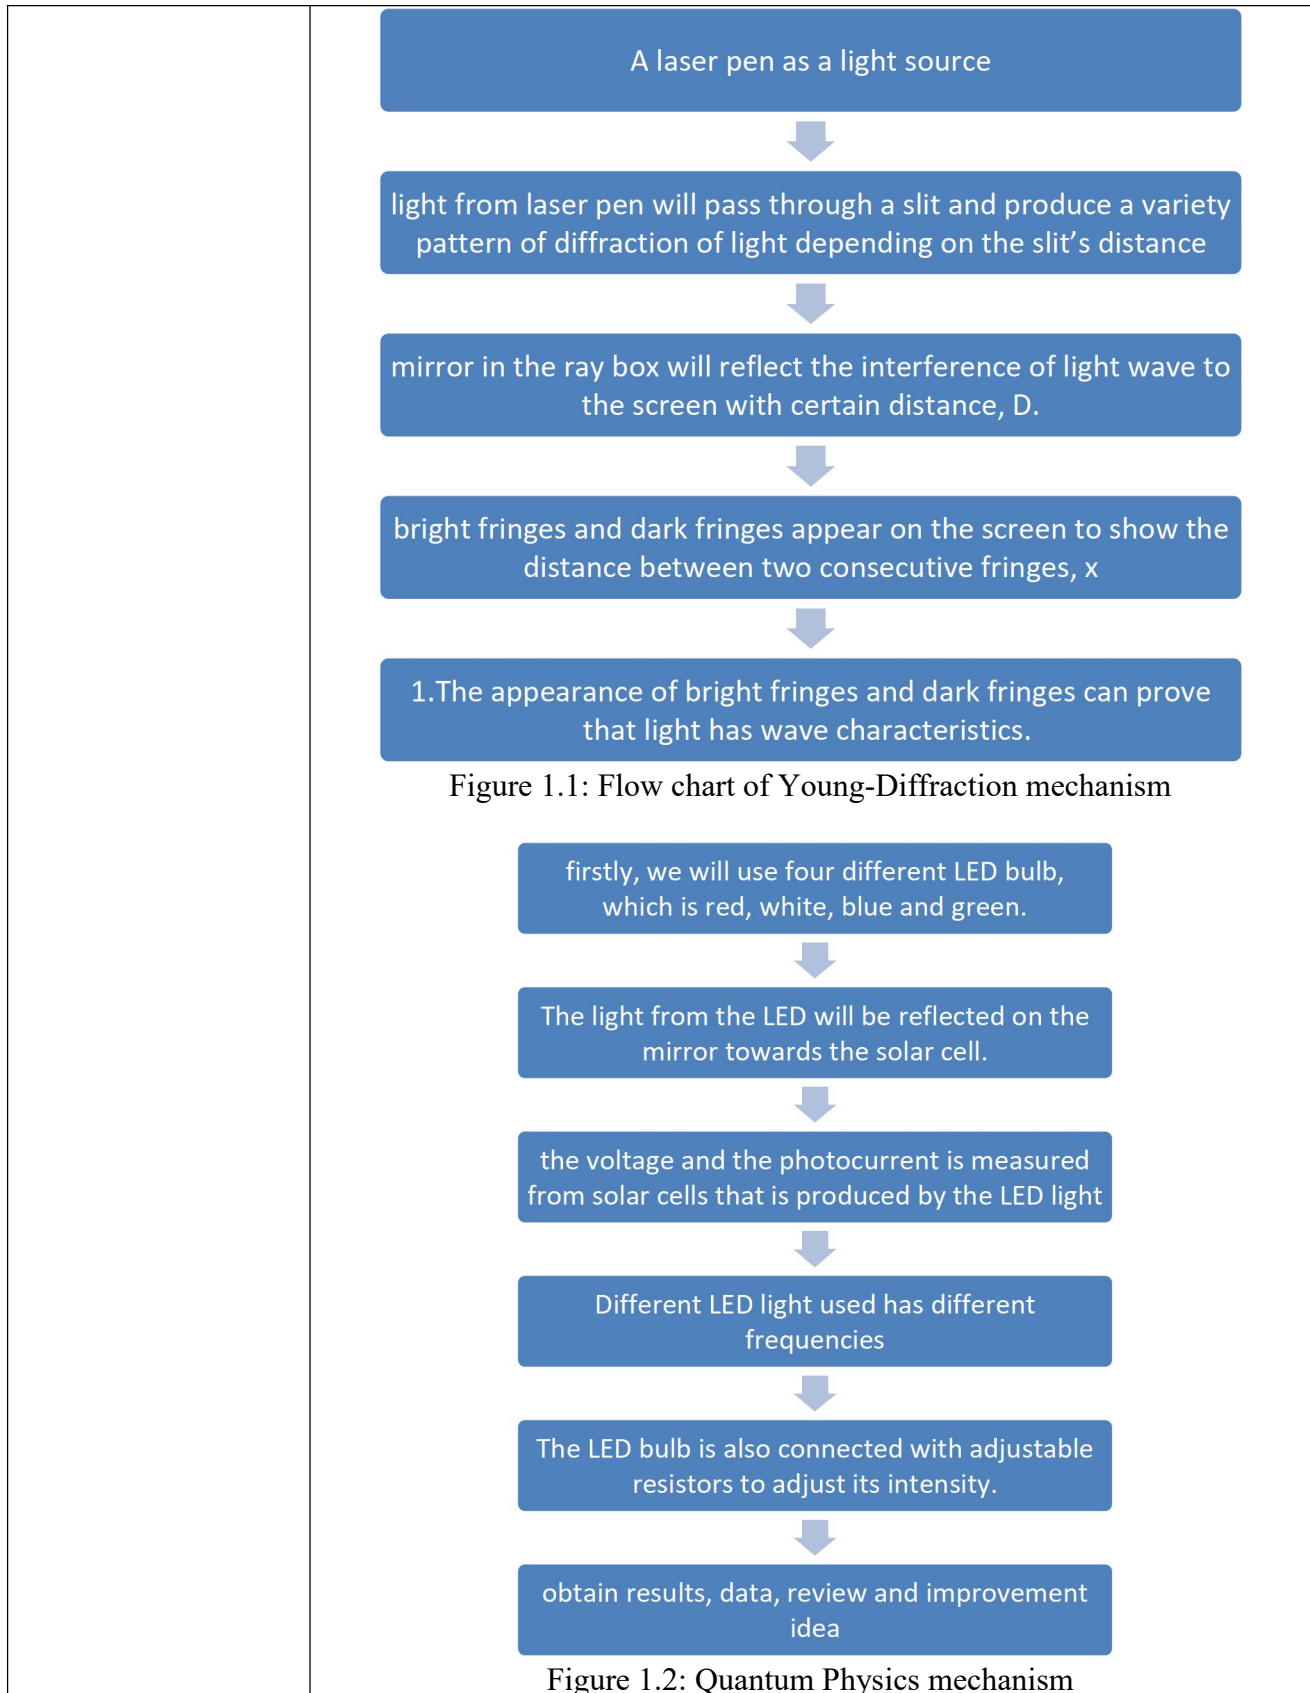 A laser pen as a light source
light from laser pen will pass through a slit and produce a variety
pattern of diffraction of light depending on the slit’s distance
mirror in the ray box will reflect the interference of light wave to
the screen with certain distance, D.
bright fringes and dark fringes appear on the screen to show the
distance between two consecutive fringes, x
1.The appearance of bright fringes and dark fringes can prove
that light has wave characteristics.
Figure 1.1: Flow chart of Young-Diffraction mechanism
firstly, we will use four different LED bulb,
which is red, white, blue and green.
The light from the LED will be reflected on the
mirror towards the solar cell.
the voltage and the photocurrent is measured
from solar cells that is produced by the LED light
Different LED light used has different
frequencies
The LED bulb is also connected with adjustable
resistors to adjust its intensity.
obtain results, data, review and improvement
idea
Figure 1.2: Quantum Physics mechanism